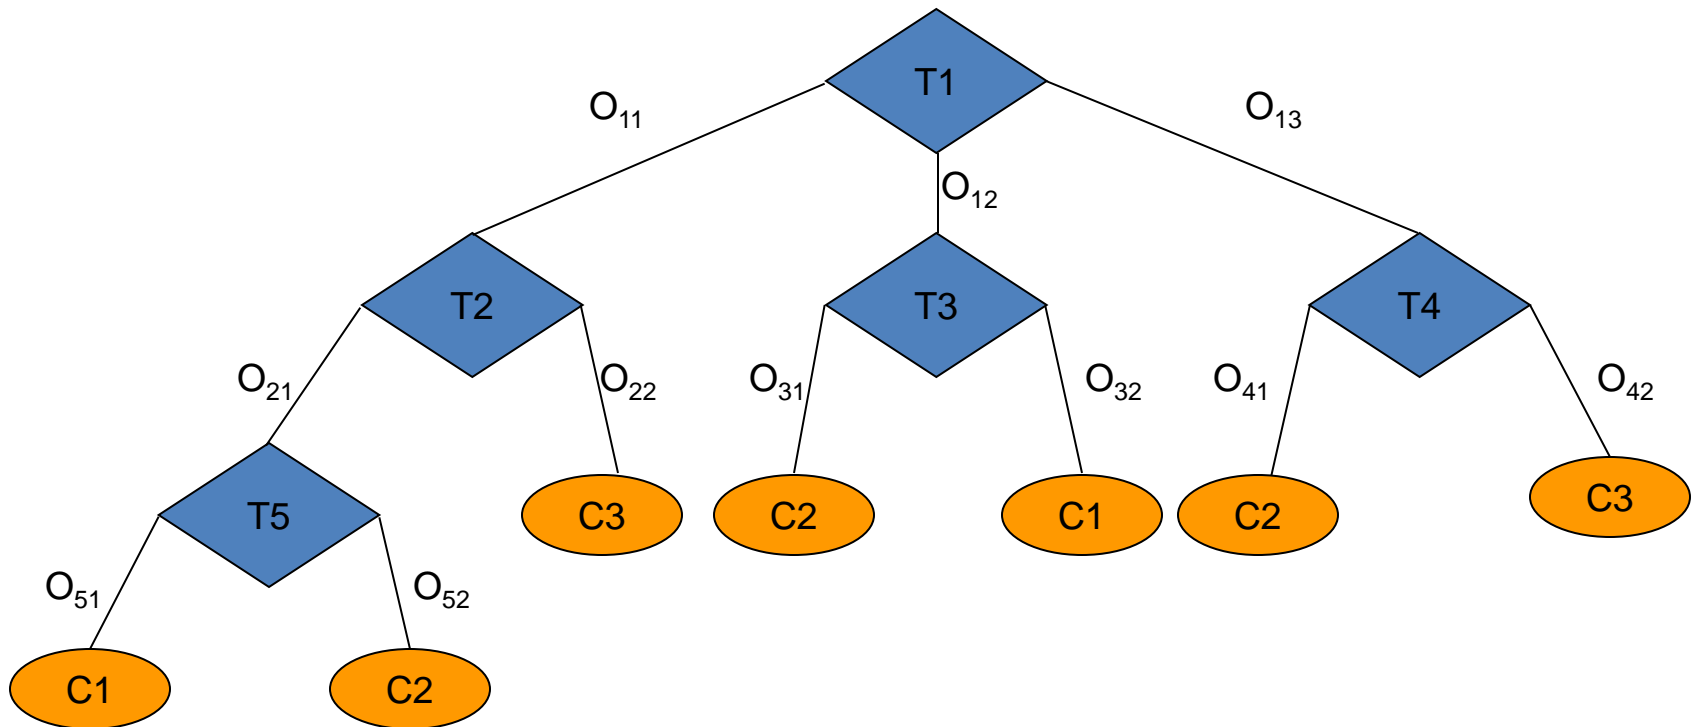 T1
O₁₁
O₁₃
O₁₂
T2
T3
T4
O₂₁
O₂₂
O₃₁
O₃₂
O₄₁
O₄₂
T5
C3
C2
C1
C2
C3
O₅₁
O₅₂
C1
C2